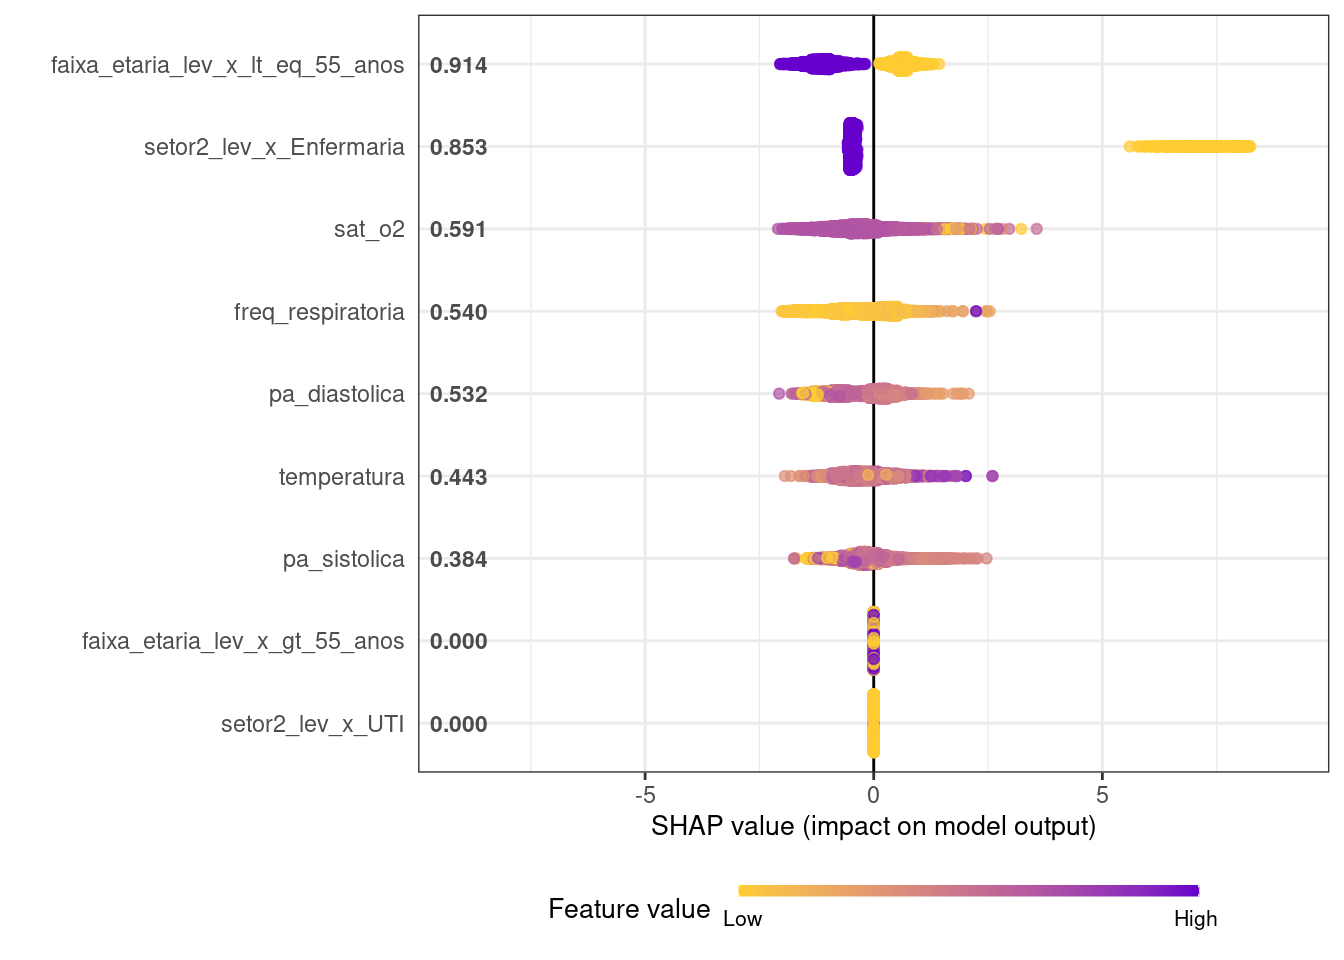 faixa_etaria_lev_x_lt_eq_55_anos 0.914
setor2_lev_x_Enfermaria 0.853
sat_o2 0.591
freq_respiratoria 0.540
pa_diastolica 0.532
temperatura 0.443
pa_sistolica 0.384
faixa_etaria_lev_x_gt_55_anos 0.000
setor2_lev_x_UTI 0.000
-5 0 5
SHAP value (impact on model output)
Feature value
Low High